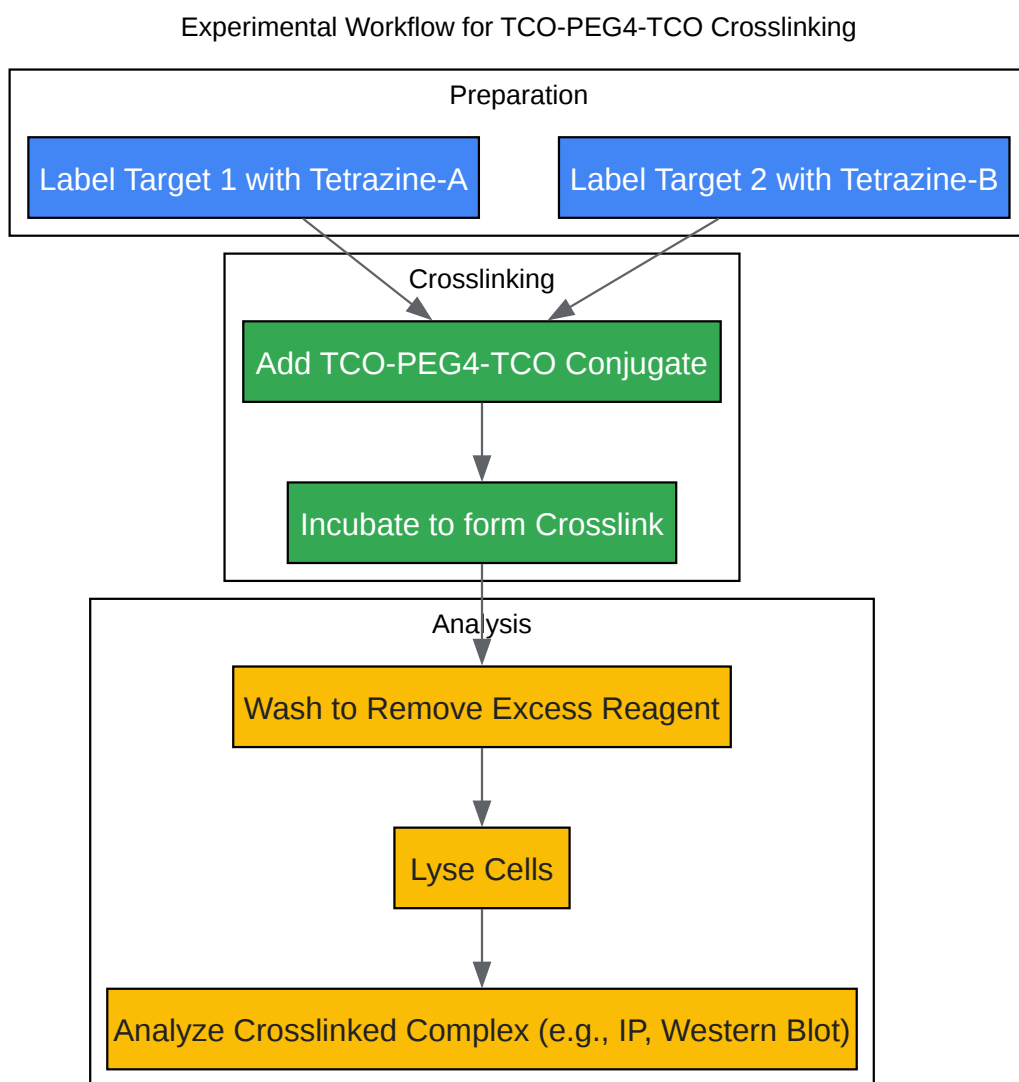 Experimental Workflow for TCO-PEG4-TCO Crosslinking
Preparation
Label Target 1 with Tetrazine-A
Label Target 2 with Tetrazine-B
Crosslinking
Add TCO-PEG4-TCO Conjugate
Incubate to form Crosslink
Analysis
Wash to Remove Excess Reagent
Lyse Cells
Analyze Crosslinked Complex (e.g., IP, Western Blot)